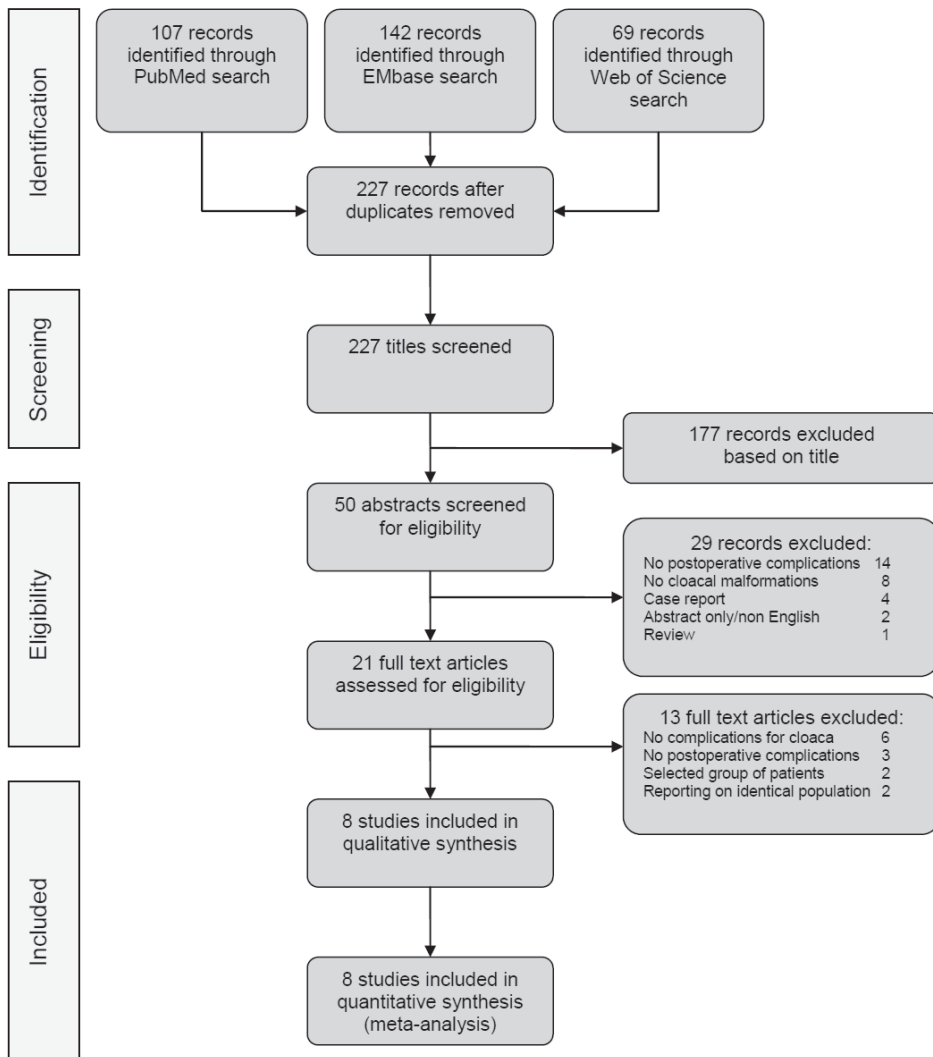 Identification
107 records
identified through
PubMed search
142 records
identified through
EMbase search
69 records
identified through
Web of Science
search
227 records after
duplicates removed
Screening
227 titles screened
177 records excluded
based on title
Eligibility
50 abstracts screened
for eligibility
29 records excluded:
No postoperative complications 14
No cloacal malformations 8
Case report 4
Abstract only/non English 2
Review 1
21 full text articles
assessed for eligibility
13 full text articles excluded:
No complications for cloaca 6
No postoperative complications 3
Selected group of patients 2
Reporting on identical population 2
Included
8 studies included in
qualitative synthesis
8 studies included in
quantitative synthesis
(meta-analysis)